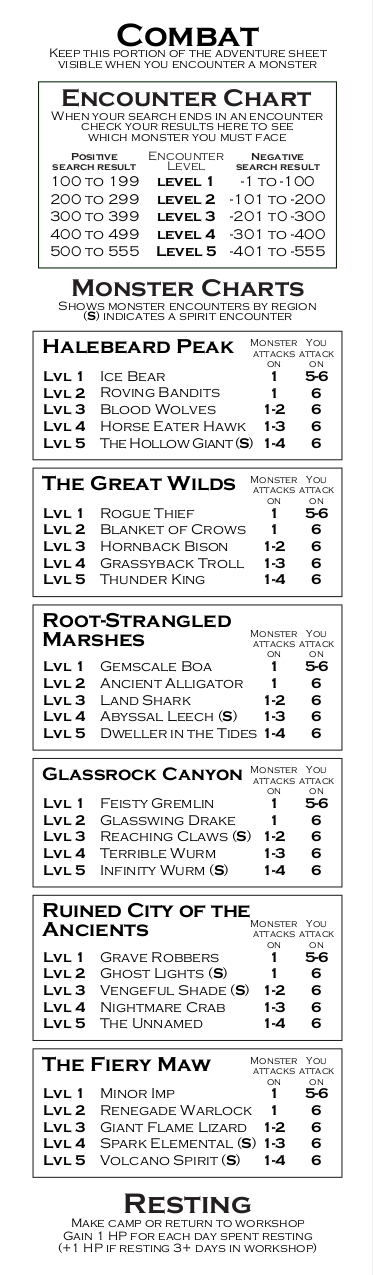 Combat
Keep this portion of the adventure sheet
visible when you encounter a monster
Encounter Chart
When your search ends in an encounter
check your results here to see
which monster you must face
Positive search result Encounter Level Negative search result
100 to 199 Level 1 -1 to -100
200 to 299 Level 2 -101 to -200
300 to 399 Level 3 -201 to -300
400 to 499 Level 4 -301 to -400
500 to 555 Level 5 -401 to -555
Monster Charts
Shows monster encounters by region
(S) indicates a spirit encounter
Halebeard Peak Monster attacks on You attack on
Lvl 1 Ice Bear 1 5-6
Lvl 2 Roving Bandits 1 6
Lvl 3 Blood Wolves 1-2 6
Lvl 4 Horse Eater Hawk 1-3 6
Lvl 5 The Hollow Giant (S) 1-4 6
The Great Wilds Monster attacks on You attack on
Lvl 1 Rogue Thief 1 5-6
Lvl 2 Blanket of Crows 1 6
Lvl 3 Hornback Bison 1-2 6
Lvl 4 Grassyback Troll 1-3 6
Lvl 5 Thunder King 1-4 6
Root-Strangled
Marshes Monster attacks on You attack on
Lvl 1 Gemscale Boa 1 5-6
Lvl 2 Ancient Alligator 1 6
Lvl 3 Land Shark 1-2 6
Lvl 4 Abyssal Leech (S) 1-3 6
Lvl 5 Dweller in the Tides 1-4 6
Glassrock Canyon Monster attacks on You attack on
Lvl 1 Feisty Gremlin 1 5-6
Lvl 2 Glasswing Drake 1 6
Lvl 3 Reaching Claws (S) 1-2 6
Lvl 4 Terrible Wurm 1-3 6
Lvl 5 Infinity Wurm (S) 1-4 6
Ruined City of the
Ancients Monster attacks on You attack on
Lvl 1 Grave Robbers 1 5-6
Lvl 2 Ghost Lights (S) 1 6
Lvl 3 Vengeful Shade (S) 1-2 6
Lvl 4 Nightmare Crab 1-3 6
Lvl 5 The Unnamed 1-4 6
The Fiery Maw Monster attacks on You attack on
Lvl 1 Minor Imp 1 5-6
Lvl 2 Renegade Warlock 1 6
Lvl 3 Giant Flame Lizard 1-2 6
Lvl 4 Spark Elemental (S) 1-3 6
Lvl 5 Volcano Spirit (S) 1-4 6
Resting
Make camp or return to workshop
Gain 1 HP for each day spent resting
(+1 HP if resting 3+ days in workshop)